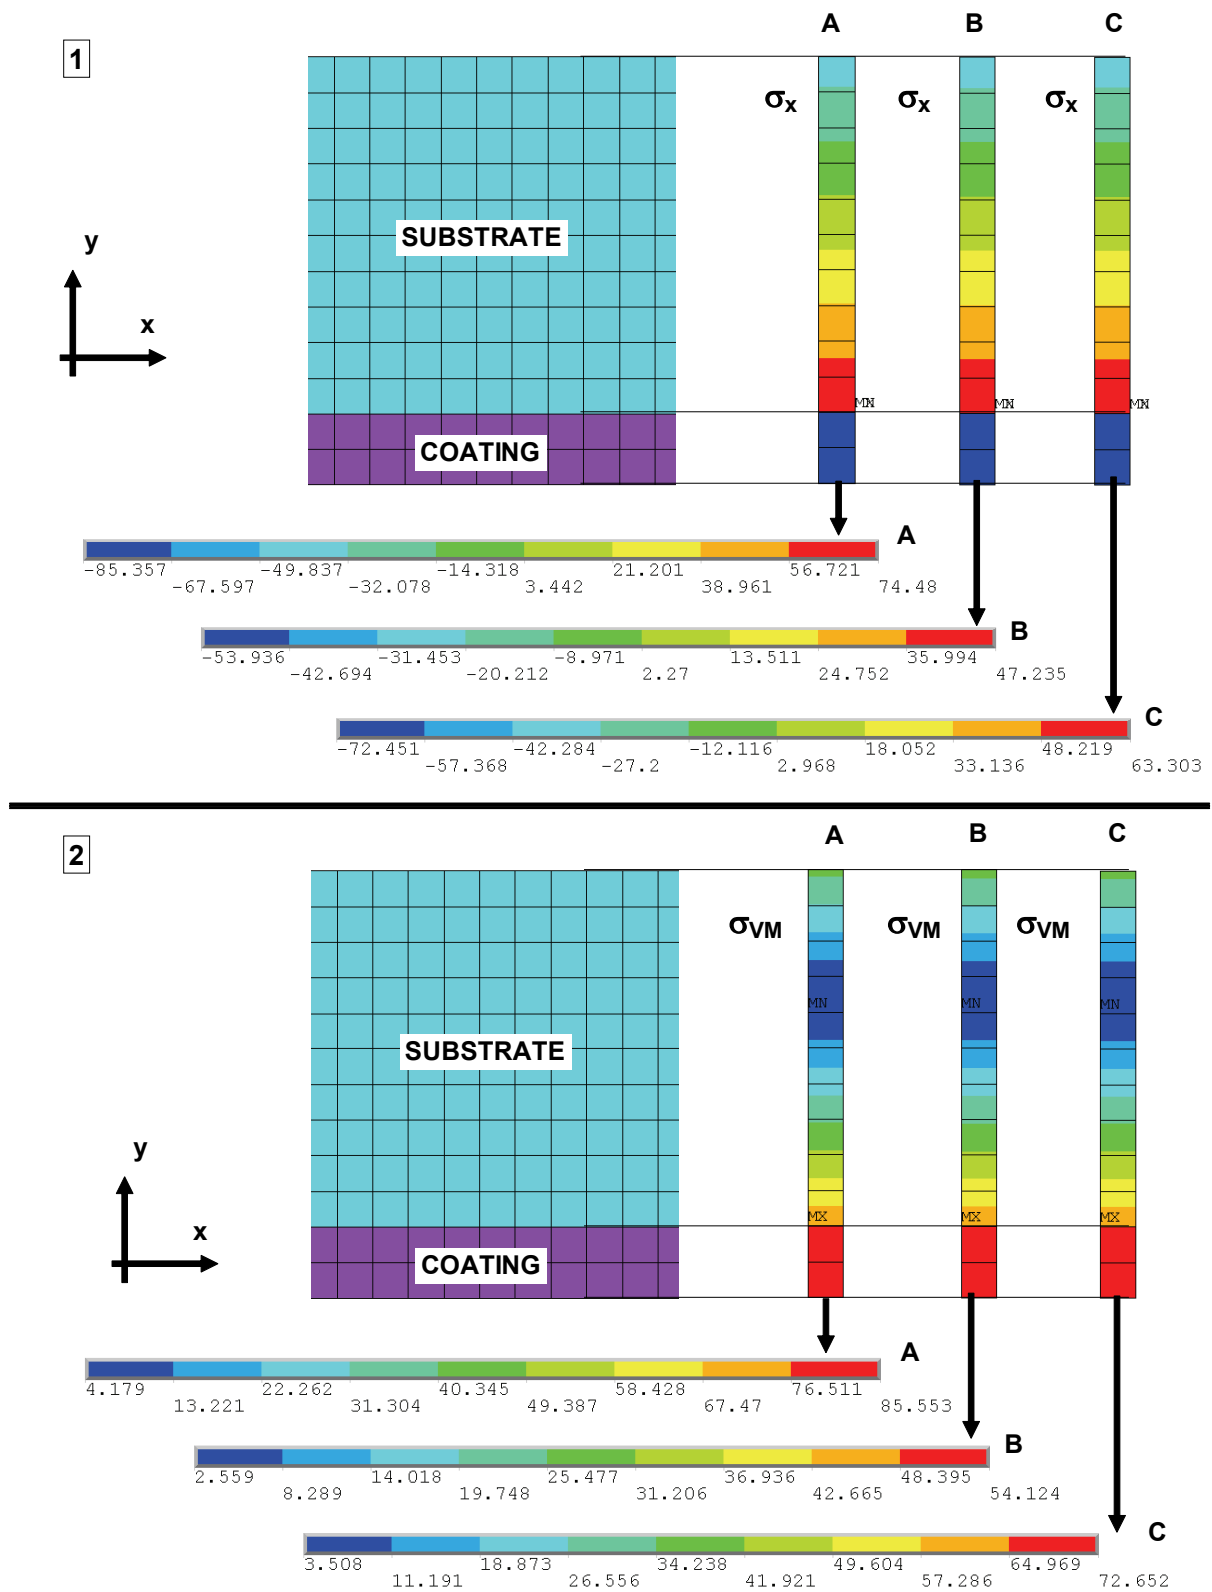 A B C
1
σx σx σx
SUBSTRATE
y
x
MN MN MN
COATING
A
-85.357 -49.837 -14.318 21.201 56.721
-67.597 -32.078 3.442 38.961 74.48
B
-53.936 -31.453 -8.971 13.511 35.994
-42.694 -20.212 2.27 24.752 47.235
C
-72.451 -42.284 -12.116 18.052 48.219
-57.368 -27.2 2.968 33.136 63.303
A B C
2
σVM σVM σVM
MN MN MN
SUBSTRATE
y
x
MX MX MX
COATING
A
4.179 22.262 40.345 58.428 76.511
13.221 31.304 49.387 67.47 85.553
B
2.559 14.018 25.477 36.936 48.395
8.289 19.748 31.206 42.665 54.124
C
3.508 18.873 34.238 49.604 64.969
11.191 26.556 41.921 57.286 72.652